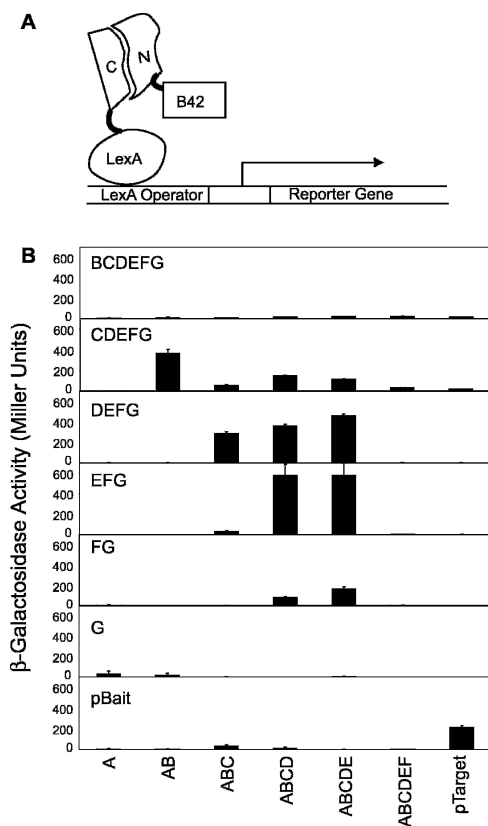 A
C
N
B42
LexA
LexA Operator
Reporter Gene
B
β-Galactosidase Activity (Miller Units)
BCDEFG
600
400
200
0
CDEFG
600
400
200
0
DEFG
600
400
200
0
EFG
600
400
200
0
FG
600
400
200
0
G
600
400
200
0
pBait
600
400
200
0
A
AB
ABC
ABCD
ABCDE
ABCDEF
pTarget